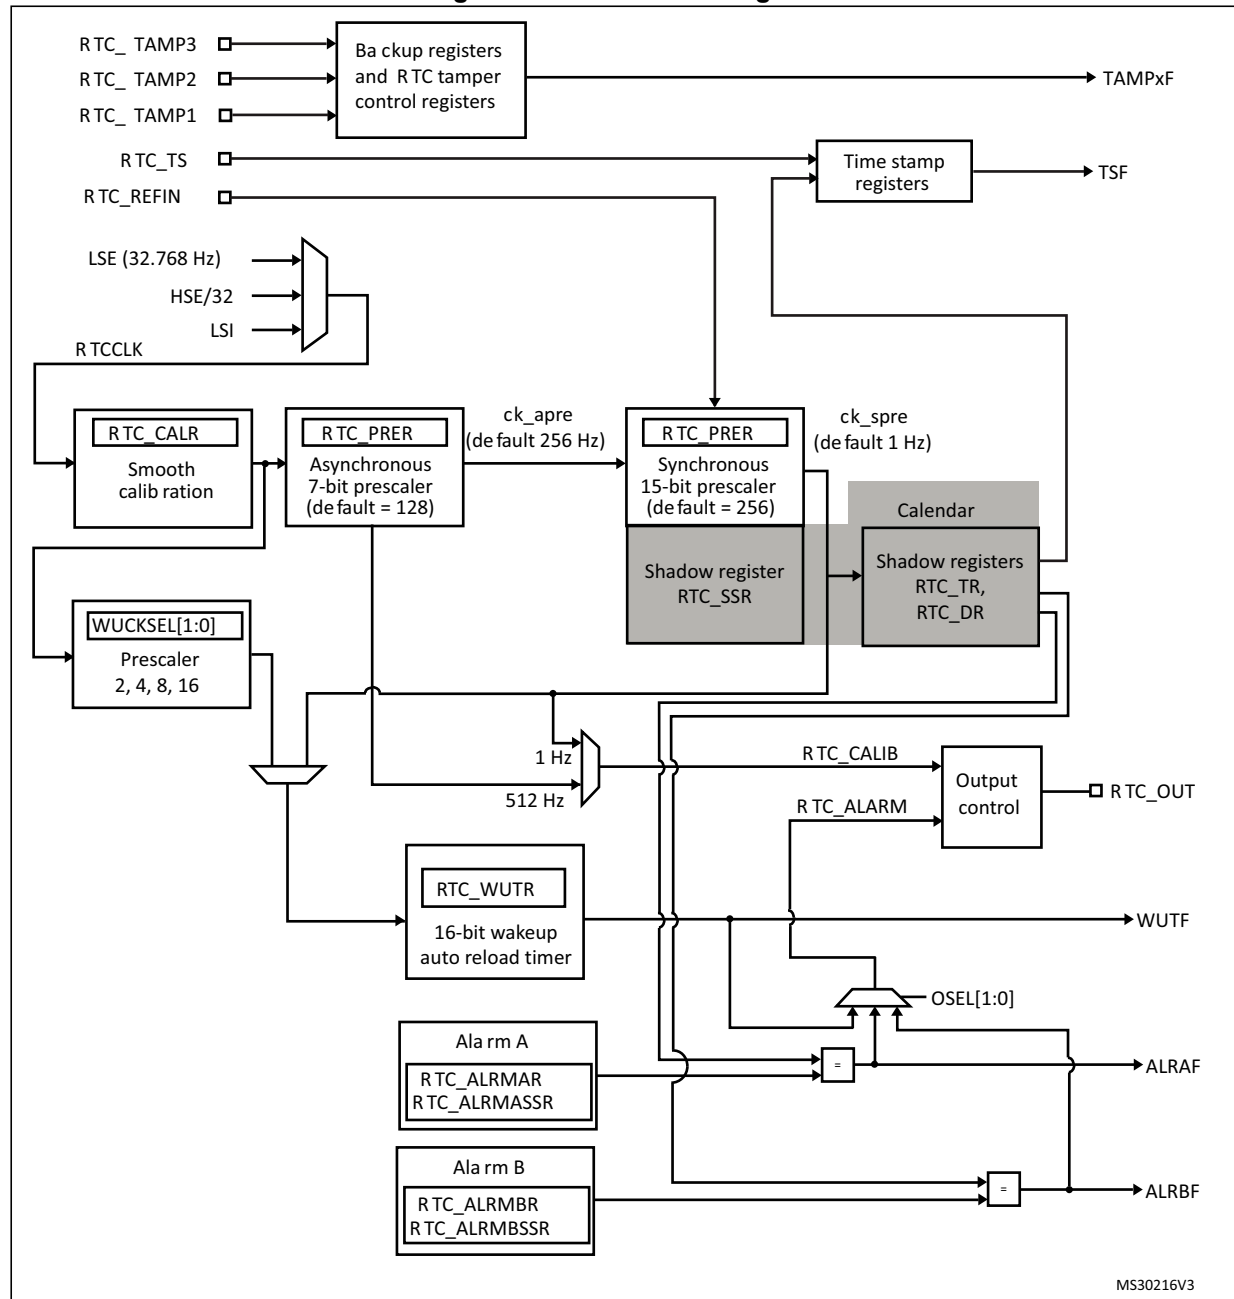 RTC_TAMP3
RTC_TAMP2
RTC_TAMP1
Backup registers
and RTC tamper
control registers
TAMPxF
RTC_TS
RTC_REFIN
Time stamp
registers
TSF
LSE (32.768 Hz)
HSE/32
LSI
RTCCLK
RTC_CALR
Smooth
calibration
RTC_PRER
Asynchronous
7-bit prescaler
(default = 128)
ck_apre
(default 256 Hz)
RTC_PRER
Synchronous
15-bit prescaler
(default = 256)
ck_spre
(default 1 Hz)
Calendar
Shadow register
RTC_SSR
Shadow registers
RTC_TR,
RTC_DR
WUCKSEL[1:0]
Prescaler
2, 4, 8, 16
1 Hz
512 Hz
RTC_CALIB
RTC_ALARM
Output
control
RTC_OUT
RTC_WUTR
16-bit wakeup
auto reload timer
WUTF
OSEL[1:0]
Alarm A
RTC_ALRMAR
RTC_ALRMASSR
=
ALRAF
Alarm B
RTC_ALRMBR
RTC_ALRMBSSR
=
ALRBF
MS30216V3